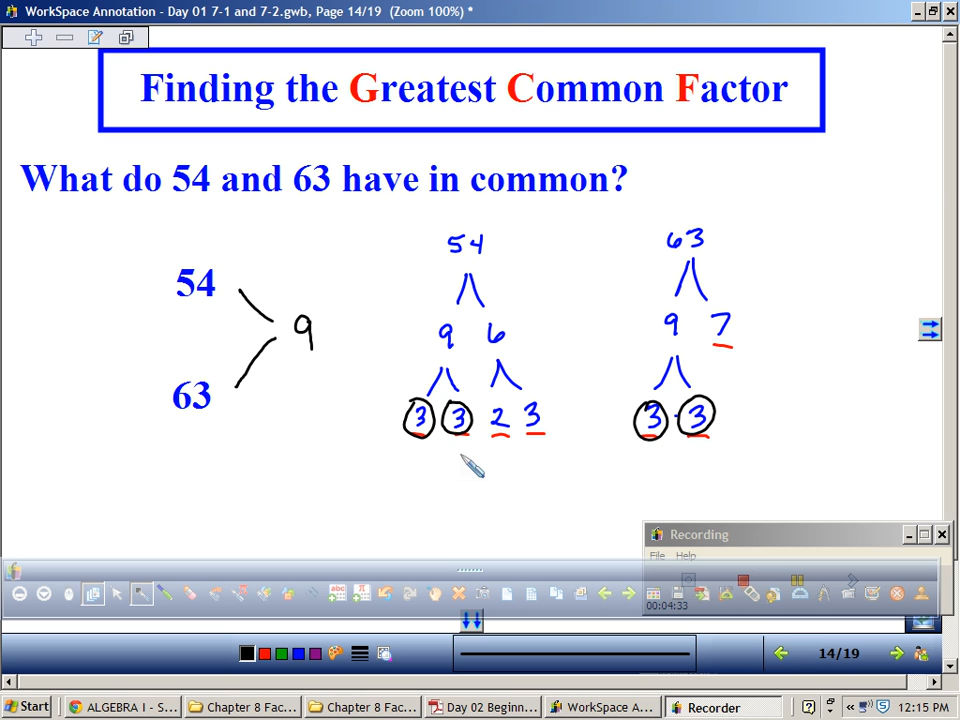 WorkSpace Annotation - Day 01 7-1 and 7-2.gwb, Page 14/19 (Zoom 100%) *
Finding the Greatest Common Factor
What do 54 and 63 have in common?
54 63
54
9
63
9 6 9 7
3 3 2 3 3 · 3
Recording
File Help
00:04:33
14/19
Start ALGEBRA I - S... Chapter 8 Fac... Chapter 8 Fac... Day 02 Beginn... WorkSpace A... Recorder 12:15 PM